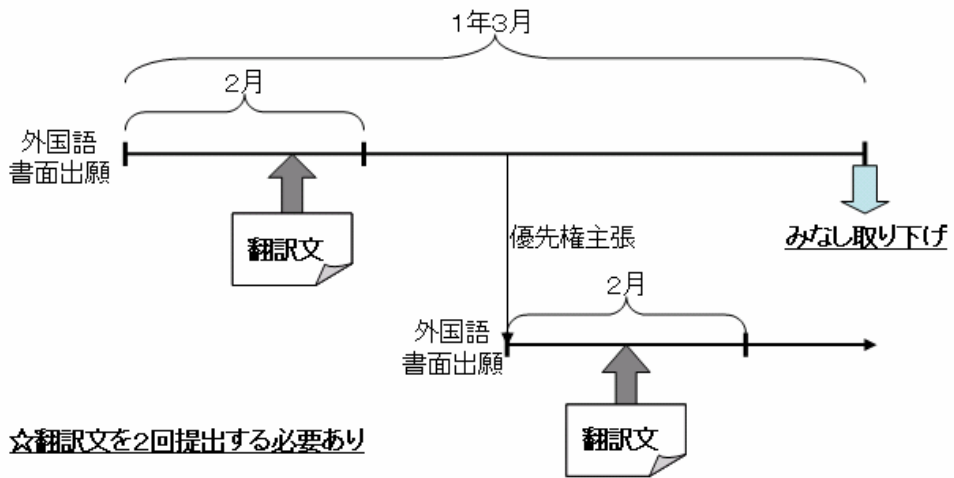 1年3月
2月
外国語
書面出願
翻訳文
優先権主張
みなし取り下げ
2月
外国語
書面出願
翻訳文
☆翻訳文を2回提出する必要あり